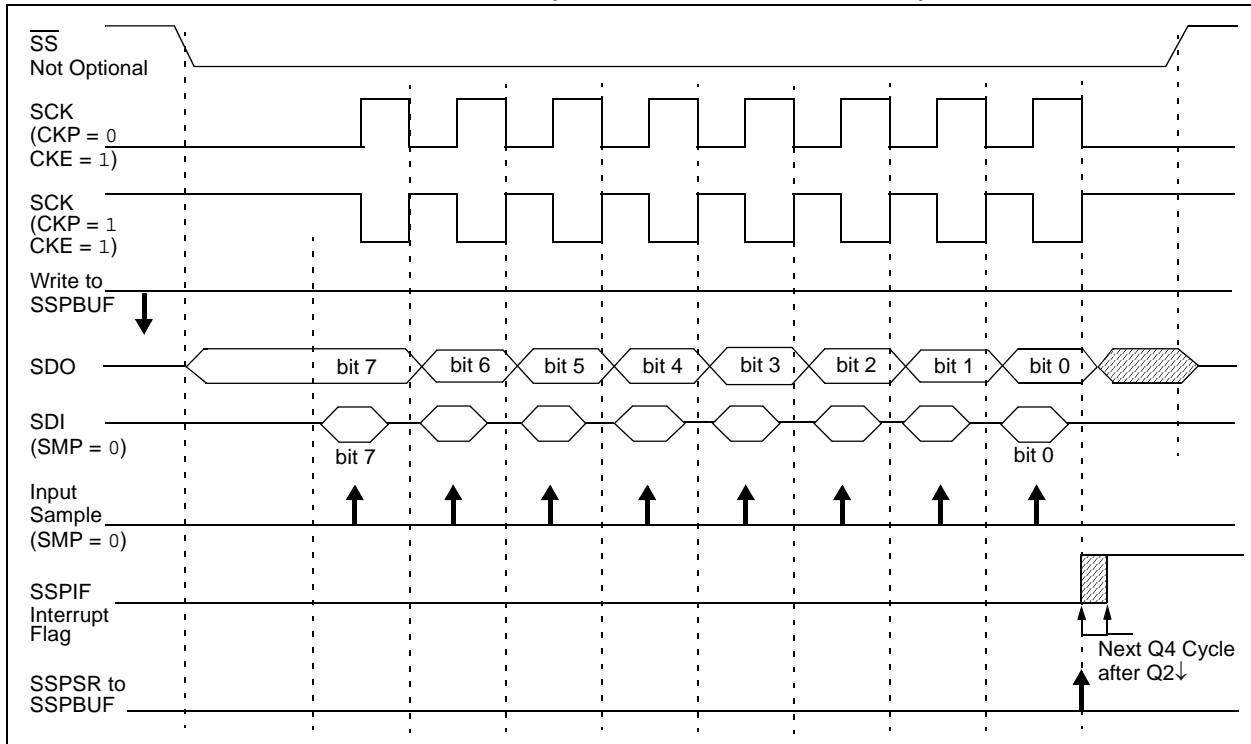 SS
Not Optional
SCK
(CKP = 0
CKE = 1)
SCK
(CKP = 1
CKE = 1)
Write to
SSPBUF
SDO
bit 7 bit 6 bit 5 bit 4 bit 3 bit 2 bit 1 bit 0
SDI
(SMP = 0)
bit 7 bit 0
Input
Sample
(SMP = 0)
SSPIF
Interrupt
Flag
Next Q4 Cycle
after Q2↓
SSPSR to
SSPBUF